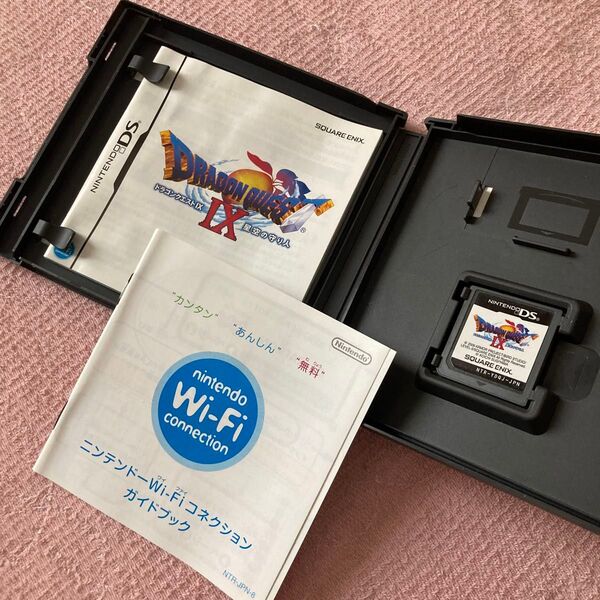 NINTENDO DS
SQUARE ENIX
DRAGON QUEST
IX
ドラゴンクエストIX 星空の守り人
"カンタン"
"あんしん"
"無料"
Nintendo
nintendo
Wi-Fi
connection
ニンテンドーWi-Fiコネクション
ガイドブック
NTR-JPN-6
NINTENDO DS
DRAGON QUEST
IX
SQUARE ENIX
NTR-YDQJ-JPN